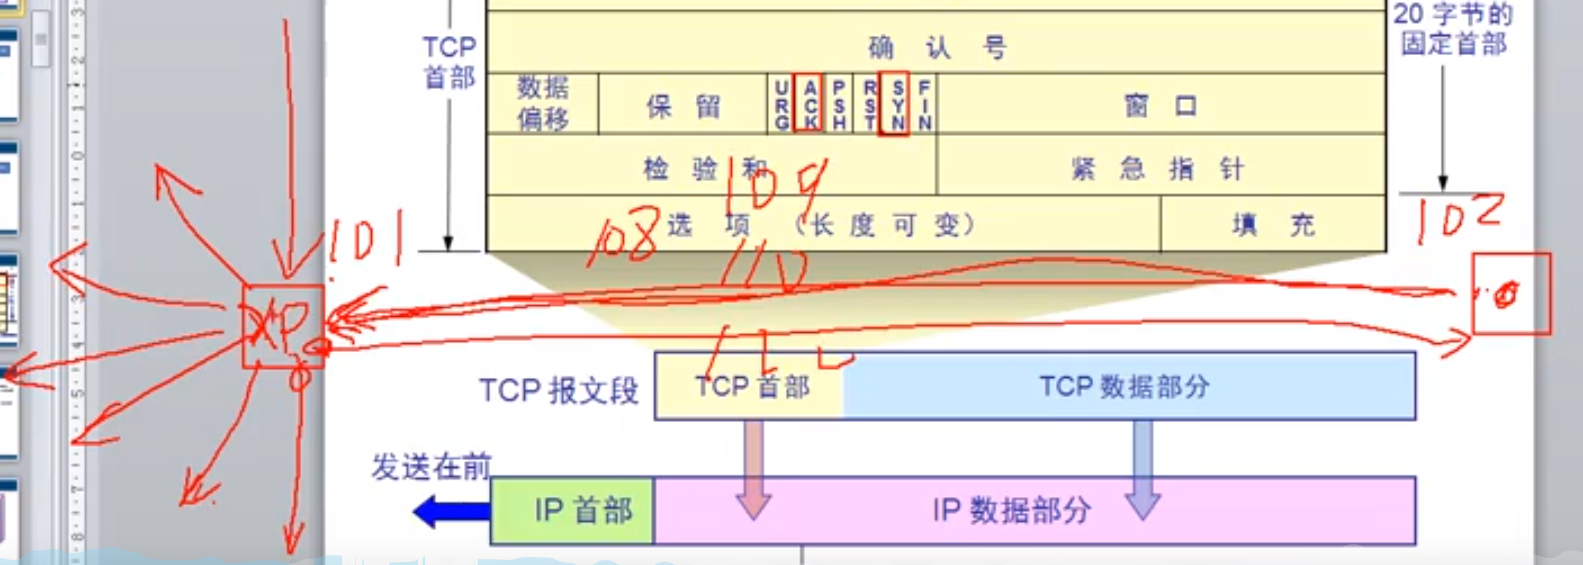 20 字节的
固定首部
TCP
首部
确 认 号
数据
偏移
保 留
URG
ACK
PSH
RST
SYN
FIN
窗 口
检 验 和
紧 急 指 针
109
101
108
选 项 （长 度 可 变）
填 充
102
110
XP
TCP 报文段
TCP 首部
TCP 数据部分
发送在前
IP 首部
IP 数据部分